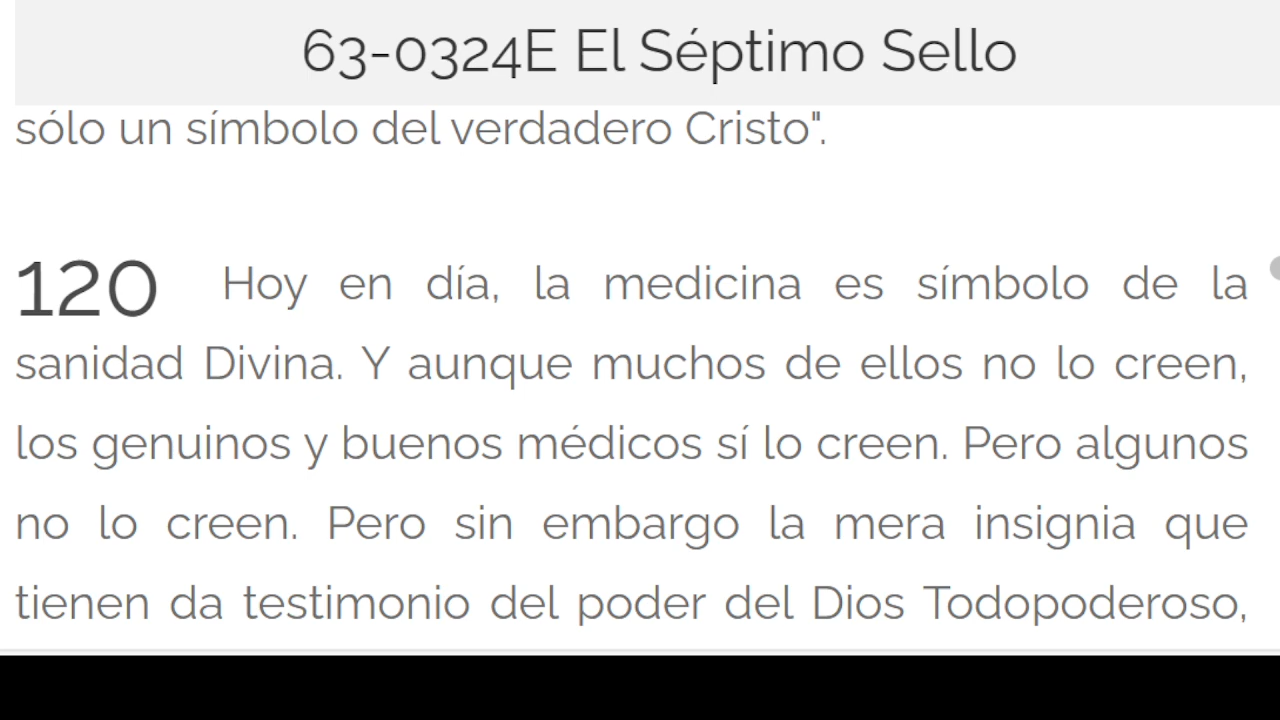 63-0324E El Séptimo Sello
sólo un símbolo del verdadero Cristo".
120 Hoy en día, la medicina es símbolo de la
sanidad Divina. Y aunque muchos de ellos no lo creen,
los genuinos y buenos médicos sí lo creen. Pero algunos
no lo creen. Pero sin embargo la mera insignia que
tienen da testimonio del poder del Dios Todopoderoso,